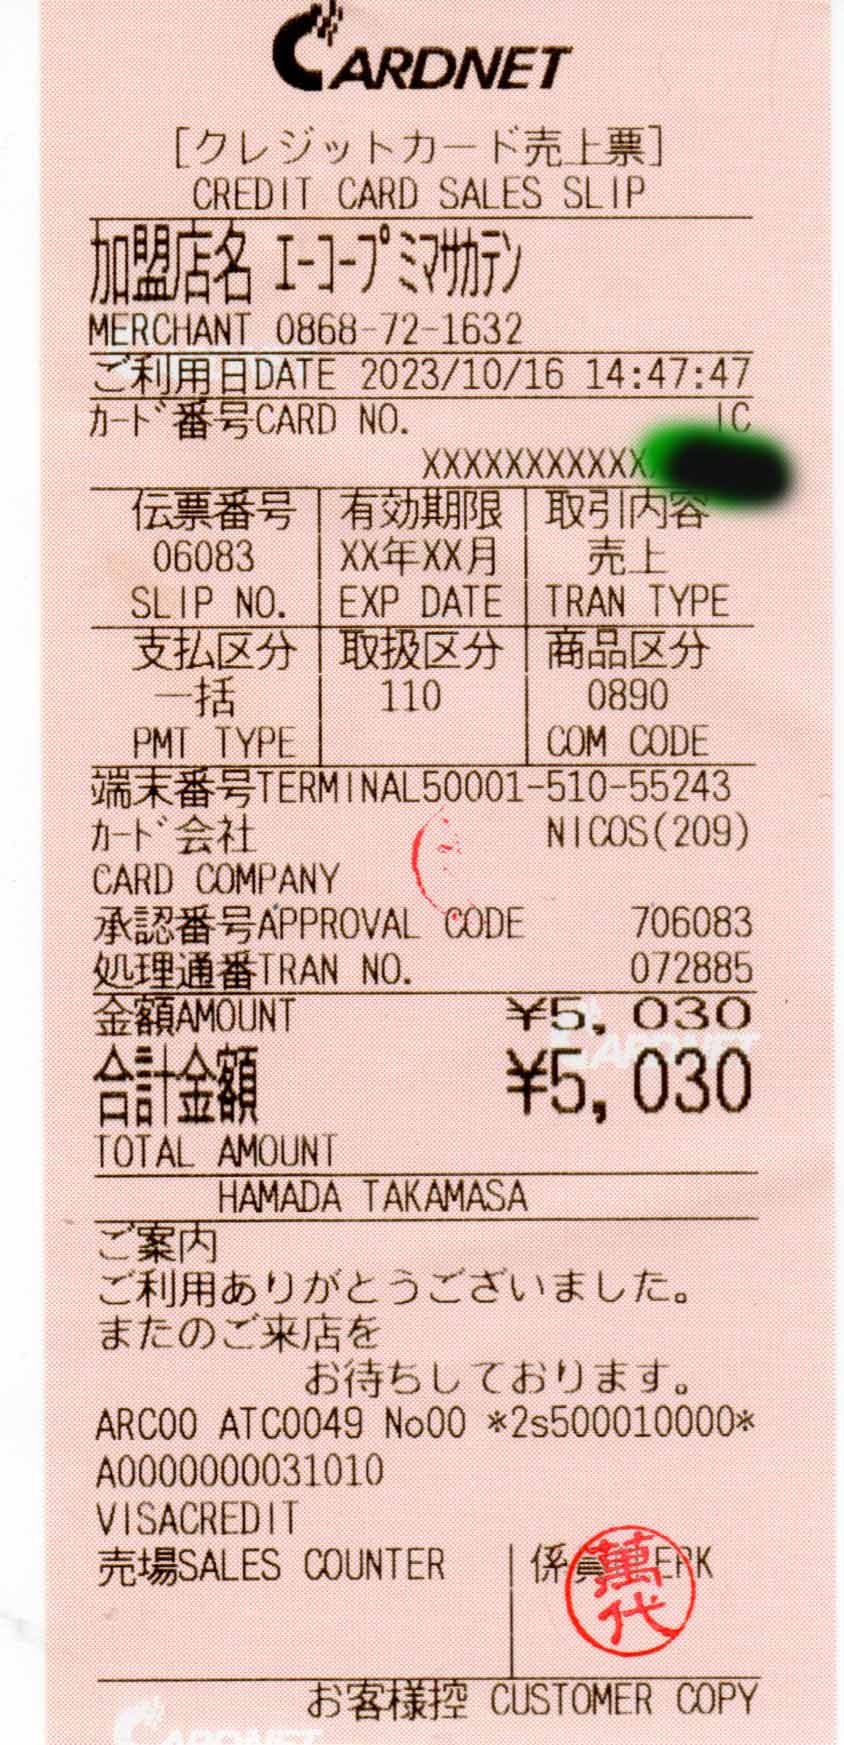 CARDNET
[クレジットカード売上票]
CREDIT CARD SALES SLIP
加盟店名 エーコープミマサカテン
MERCHANT 0868-72-1632
ご利用日DATE 2023/10/16 14:47:47
カード番号CARD NO. IC
XXXXXXXXXXX
伝票番号 有効期限 取引内容
06083 XX年XX月 売上
SLIP NO. EXP DATE TRAN TYPE
支払区分 取扱区分 商品区分
一括 110 0890
PMT TYPE COM CODE
端末番号TERMINAL50001-510-55243
カード会社 NICOS(209)
CARD COMPANY
承認番号APPROVAL CODE 706083
処理通番TRAN NO. 072885
金額AMOUNT ¥5,030
合計金額 ¥5,030
TOTAL AMOUNT
HAMADA TAKAMASA
ご案内
ご利用ありがとうございました。
またのご来店を
お待ちしております。
ARC00 ATC0049 No00 *2s500010000*
A0000000031010
VISACREDIT
売場SALES COUNTER 係員 ERK
萬代
お客様控 CUSTOMER COPY
CARDNET